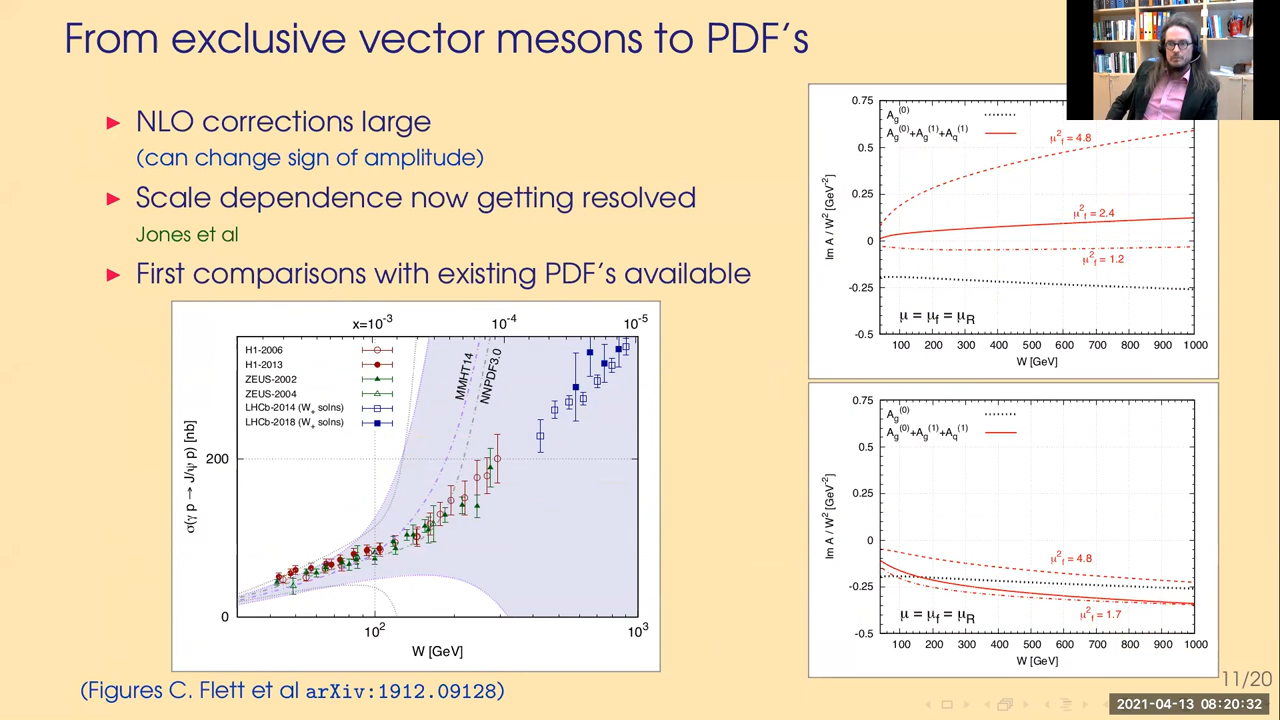 From exclusive vector mesons to PDF's
▶ NLO corrections large
(can change sign of amplitude)
▶ Scale dependence now getting resolved
Jones et al
▶ First comparisons with existing PDF's available
x=10^-3 10^-4 10^-5
H1-2006
H1-2013
ZEUS-2002
ZEUS-2004
LHCb-2014 (W+ solns)
LHCb-2018 (W+ solns)
MMHT14
NNPDF3.0
σ(γ p → J/ψ p) [nb]
200
0
10^2 10^3
W [GeV]
(Figures C. Flett et al arXiv:1912.09128)
A_g^(0)
A_g^(0)+A_g^(1)+A_q^(1)
μ_f^2 = 4.8
μ_f^2 = 2.4
μ_f^2 = 1.2
μ = μ_f = μ_R
Im A / W^2 [GeV^-2]
0.75
0.5
0.25
0
-0.25
-0.5
100 200 300 400 500 600 700 800 900 1000
W [GeV]
A_g^(0)
A_g^(0)+A_g^(1)+A_q^(1)
μ_f^2 = 4.8
μ_f^2 = 1.7
μ = μ_f = μ_R
Im A / W^2 [GeV^-2]
0.75
0.5
0.25
0
-0.25
-0.5
100 200 300 400 500 600 700 800 900 1000
W [GeV]
11/20
2021-04-13 08:20:32